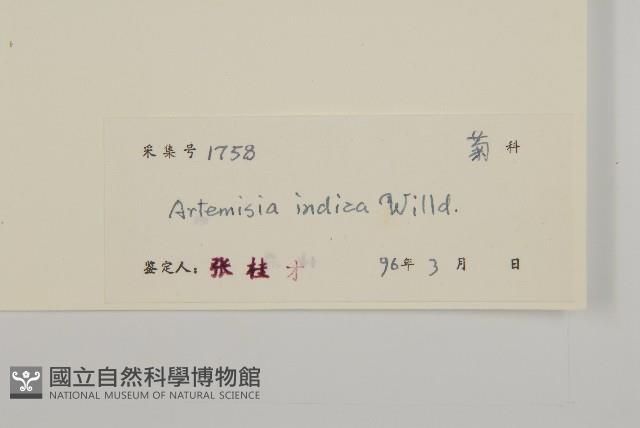 采集号 1758 菊 科
Artemisia indica Willd.
鉴定人: 张桂才 96年 3月 日
國立自然科學博物館
NATIONAL MUSEUM OF NATURAL SCIENCE